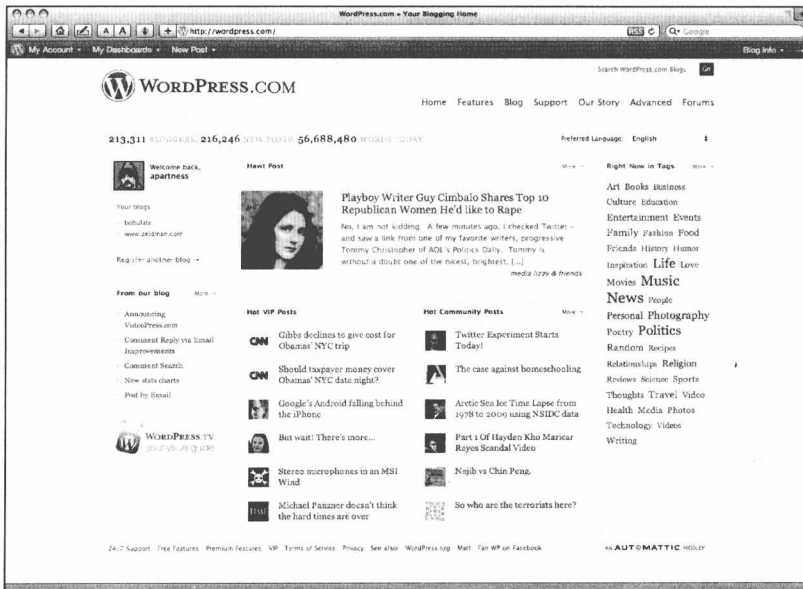 WordPress.com » Your Blogging Home
A A + http://wordpress.com/ RSS Google
My Account My Dashboards New Post Blog Info
Search WordPress.com Blogs Go
WORDPRESS.COM
Home Features Blog Support Our Story Advanced Forums
213,311 BLOGGERS, 216,246 NEW POSTS, 56,688,480 WORDS TODAY
Preferred Language: English
Welcome back,
apartness
Your blogs
bobulate
www.zeldman.com
Register another blog →
From our blog More →
Announcing
VideoPress.com
Comment Reply via Email
Improvements
Comment Search
New stats charts
Post by Email
WORDPRESS.TV
your visual guide
Hawt Post More →
Playboy Writer Guy Cimbalo Shares Top 10
Republican Women He'd like to Rape
No, I am not kidding. A few minutes ago, I checked Twitter –
and saw a link from one of my favorite writers, progressive
Tommy Christopher of AOL's Politics Daily. Tommy is
without a doubt one of the nicest, brightest, [...]
media lizzy & friends
Hot VIP Posts
CNN Gibbs declines to give cost for
Obamas' NYC trip
CNN Should taxpayer money cover
Obamas' NYC date night?
Google's Android falling behind
the iPhone
But wait! There's more...
Stereo microphones in an MSI
Wind
TIME Michael Panzner doesn't think
the hard times are over
Hot Community Posts More →
Twitter Experiment Starts
Today!
The case against homeschooling
Arctic Sea Ice Time Lapse from
1978 to 2009 using NSIDC data
Part 1 Of Hayden Kho Maricar
Reyes Scandal Video
Najib vs Chin Peng.
So who are the terrorists here?
Right Now in Tags More →
Art Books Business
Culture Education
Entertainment Events
Family Fashion Food
Friends History Humor
Inspiration Life Love
Movies Music
News People
Personal Photography
Poetry Politics
Random Recipes
Relationships Religion
Reviews Science Sports
Thoughts Travel Video
Health Media Photos
Technology Videos
Writing
24/7 Support Free Features Premium Features VIP Terms of Service Privacy See also: WordPress.org Matt Fan WP on Facebook
AN AUTOMATTIC MEDLEY